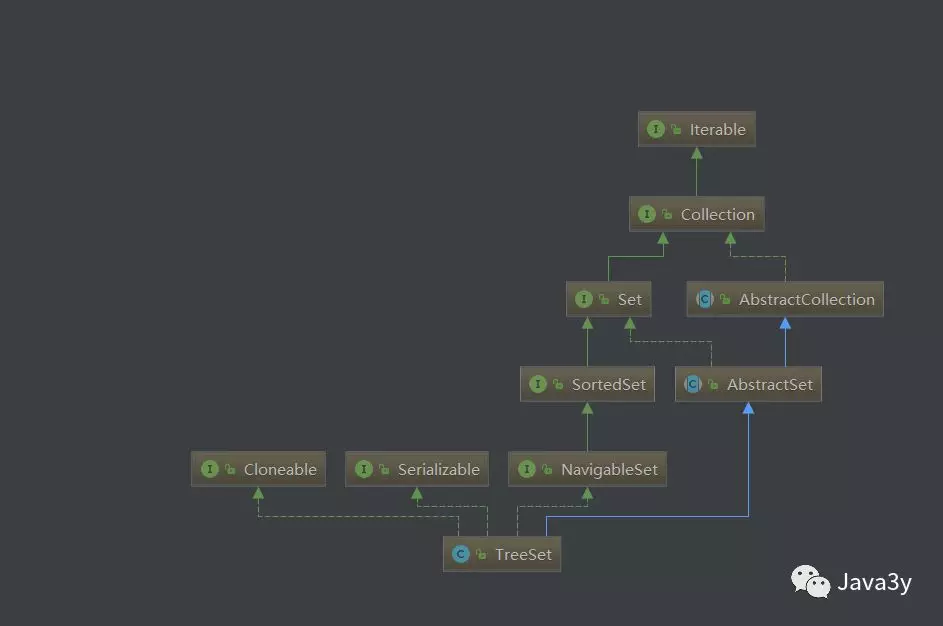 I Iterable
I Collection
I Set
C AbstractCollection
I SortedSet
C AbstractSet
I Cloneable
I Serializable
I NavigableSet
C TreeSet
Java3y